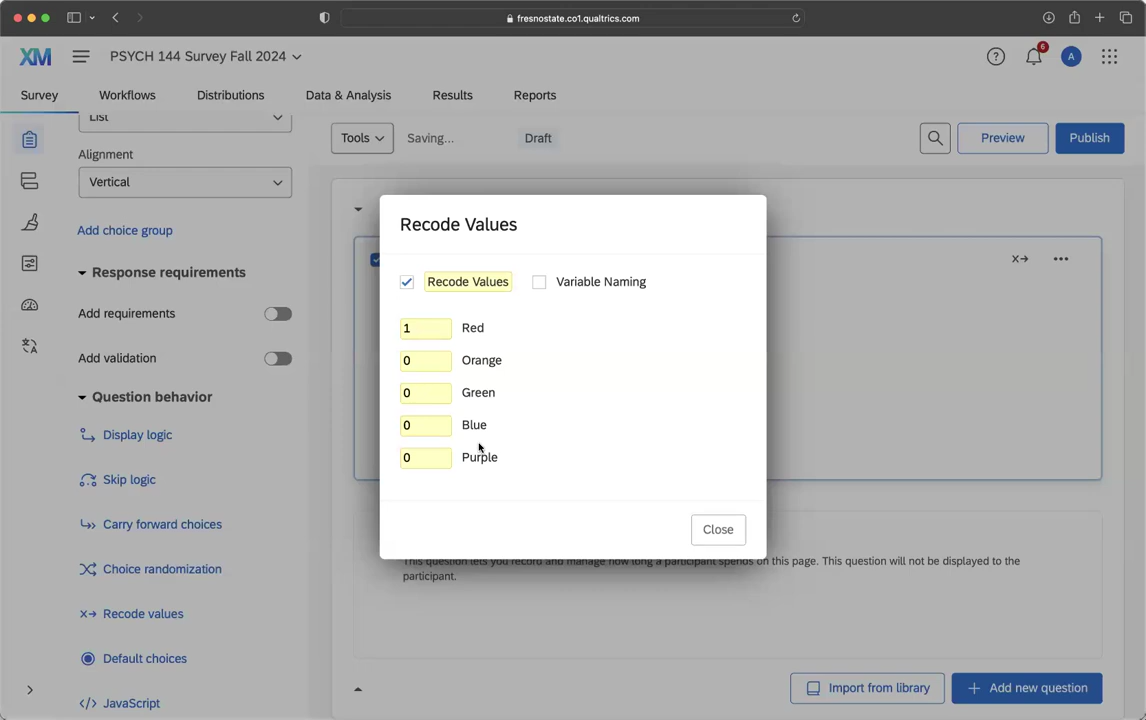 fresnostate.co1.qualtrics.com
XM
PSYCH 144 Survey Fall 2024
6
A
Survey
Workflows
Distributions
Data & Analysis
Results
Reports
List
Tools
Saving...
Draft
Preview
Publish
Alignment
Vertical
Add choice group
Response requirements
Add requirements
Add validation
Question behavior
Display logic
Skip logic
Carry forward choices
Choice randomization
Recode values
Default choices
JavaScript
Recode Values
Recode Values
Variable Naming
1 Red
0 Orange
0 Green
0 Blue
0 Purple
Close
This question lets you record and manage how long a participant spends on this page. This question will not be displayed to the
participant.
Import from library
Add new question